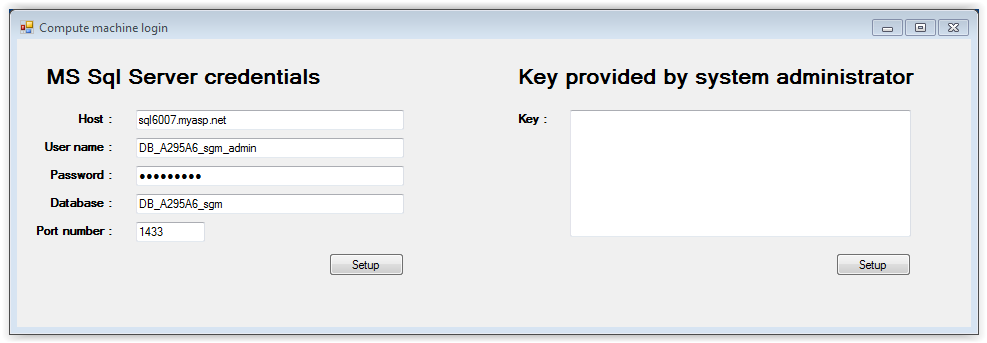 Compute machine login
MS Sql Server credentials
Host :
sql6007.myasp.net
User name :
DB_A295A6_sgm_admin
Password :
●●●●●●●●●
Database :
DB_A295A6_sgm
Port number :
1433
Setup
Key provided by system administrator
Key :
Setup